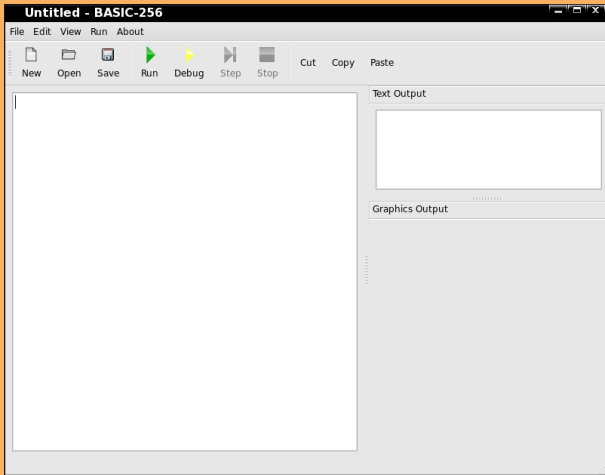 Untitled - BASIC-256
File Edit View Run About
New Open Save Run Debug Step Stop Cut Copy Paste
Text Output
Graphics Output